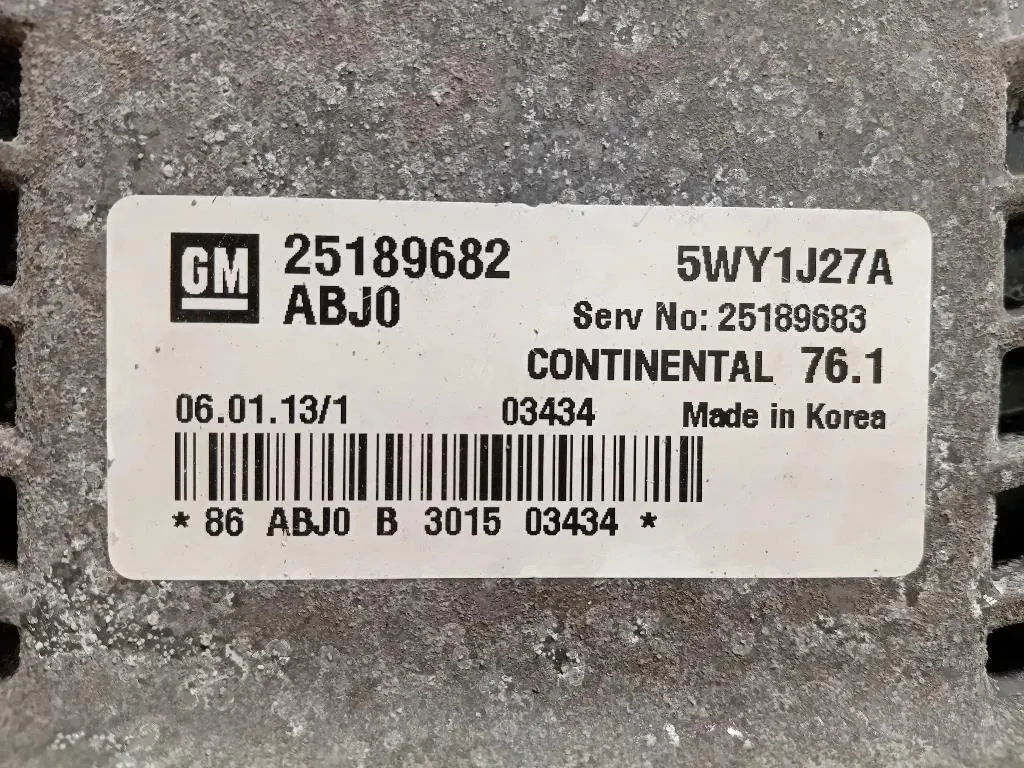 GM 25189682 5WY1J27A
ABJ0 Serv No: 25189683
CONTINENTAL 76.1
06.01.13/1 03434 Made in Korea
* 86 ABJ0 B 3015 03434 *